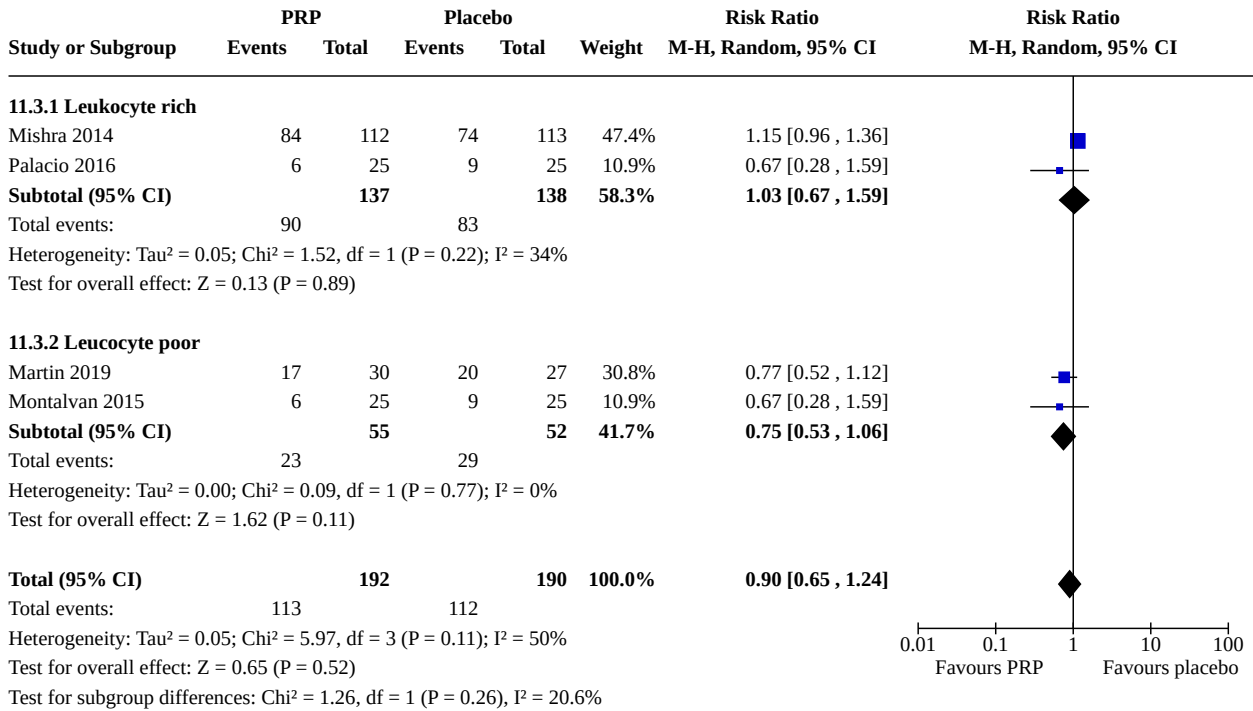 PRP Placebo Risk Ratio Risk Ratio
Study or Subgroup Events Total Events Total Weight M-H, Random, 95% CI M-H, Random, 95% CI
11.3.1 Leukocyte rich
Mishra 2014 84 112 74 113 47.4% 1.15 [0.96 , 1.36]
Palacio 2016 6 25 9 25 10.9% 0.67 [0.28 , 1.59]
Subtotal (95% CI) 137 138 58.3% 1.03 [0.67 , 1.59]
Total events: 90 83
Heterogeneity: Tau² = 0.05; Chi² = 1.52, df = 1 (P = 0.22); I² = 34%
Test for overall effect: Z = 0.13 (P = 0.89)
11.3.2 Leucocyte poor
Martin 2019 17 30 20 27 30.8% 0.77 [0.52 , 1.12]
Montalvan 2015 6 25 9 25 10.9% 0.67 [0.28 , 1.59]
Subtotal (95% CI) 55 52 41.7% 0.75 [0.53 , 1.06]
Total events: 23 29
Heterogeneity: Tau² = 0.00; Chi² = 0.09, df = 1 (P = 0.77); I² = 0%
Test for overall effect: Z = 1.62 (P = 0.11)
Total (95% CI) 192 190 100.0% 0.90 [0.65 , 1.24]
Total events: 113 112
Heterogeneity: Tau² = 0.05; Chi² = 5.97, df = 3 (P = 0.11); I² = 50%
Test for overall effect: Z = 0.65 (P = 0.52)
Test for subgroup differences: Chi² = 1.26, df = 1 (P = 0.26), I² = 20.6%
0.01 0.1 1 10 100
Favours PRP Favours placebo